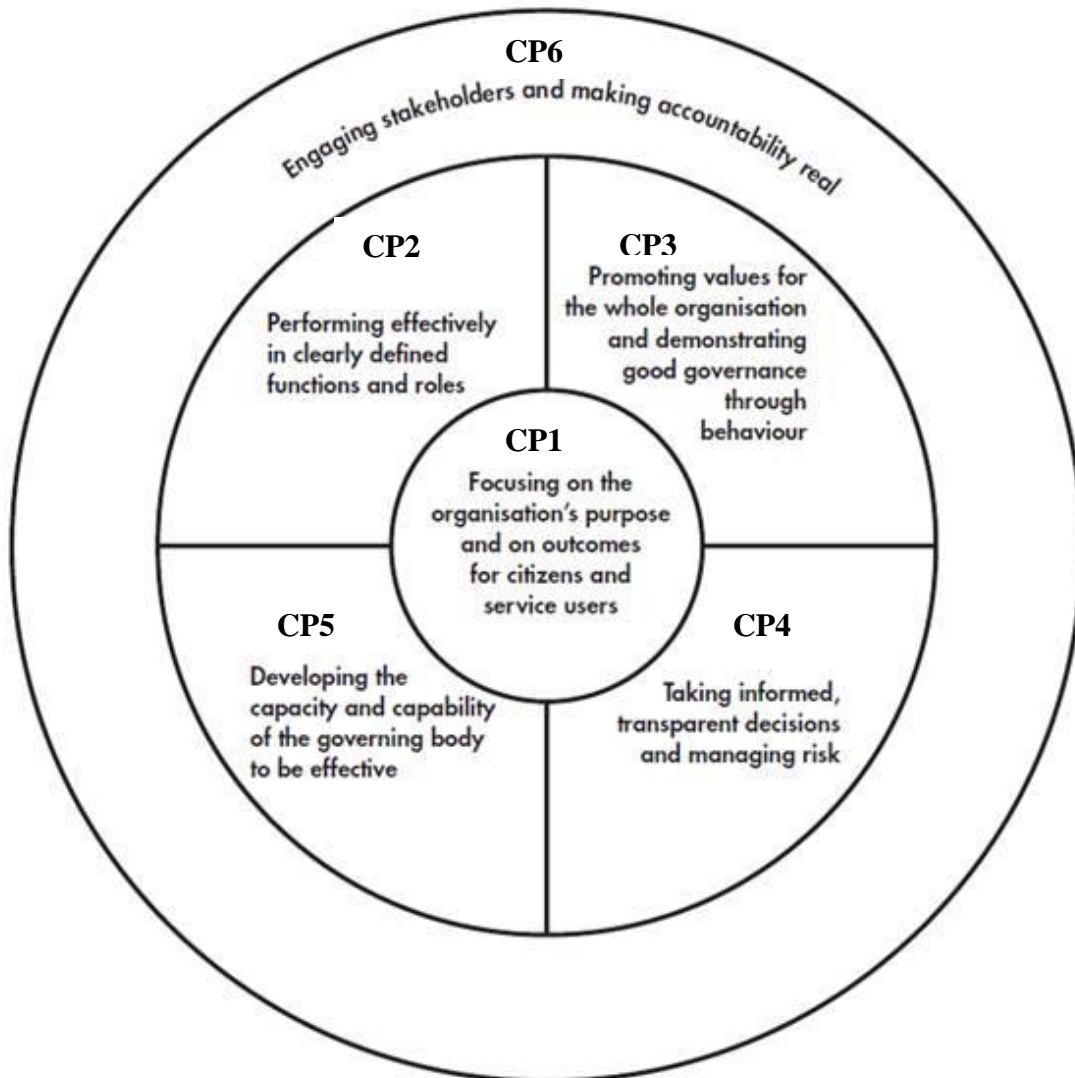 CP6
Engaging stakeholders and making accountability real
CP2
Performing effectively
in clearly defined
functions and roles
CP3
Promoting values for
the whole organisation
and demonstrating
good governance
through
behaviour
CP1
Focusing on the
organisation's purpose
and on outcomes
for citizens and
service users
CP5
Developing the
capacity and capability
of the governing body
to be effective
CP4
Taking informed,
transparent decisions
and managing risk